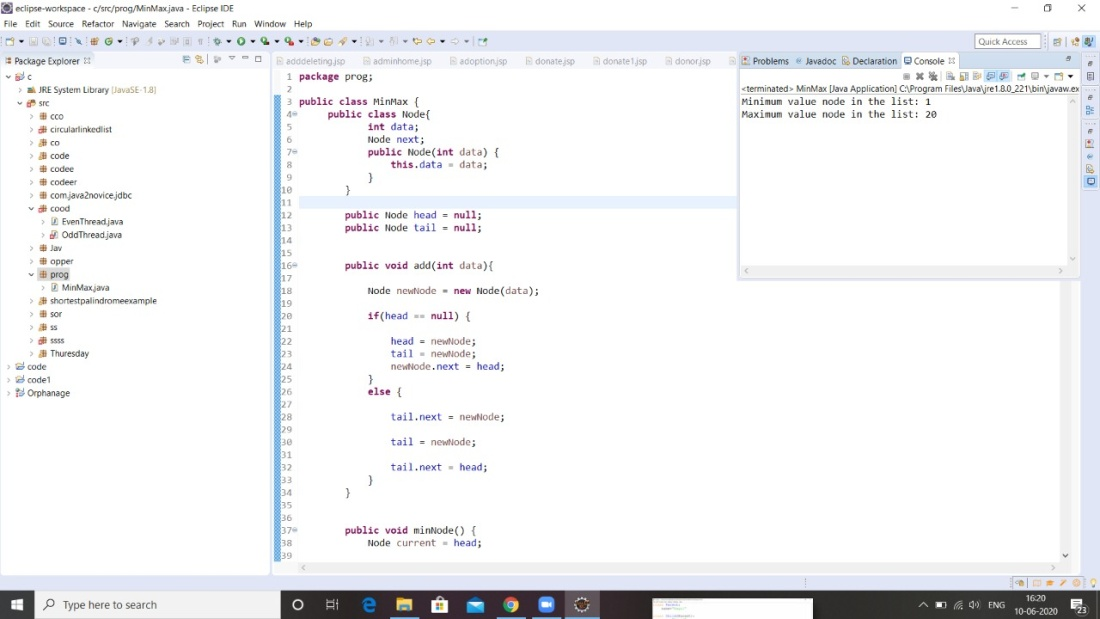 eclipse-workspace - c/src/prog/MinMax.java - Eclipse IDE
File Edit Source Refactor Navigate Search Project Run Window Help
Quick Access
Package Explorer
c
JRE System Library [JavaSE-1.8]
src
cco
circularlinkedlist
co
code
codee
codeer
com.java2novice.jdbc
cood
EvenThread.java
OddThread.java
Jav
opper
prog
MinMax.java
shortestpalindromeexample
sor
ss
ssss
Thuresday
code
code1
Orphanage
adddeleting.jsp adminhome.jsp adoption.jsp donate.jsp donate1.jsp donor.jsp
1 package prog;
2
3 public class MinMax {
4 public class Node{
5 int data;
6 Node next;
7 public Node(int data) {
8 this.data = data;
9 }
10 }
11
12 public Node head = null;
13 public Node tail = null;
14
15
16 public void add(int data){
17
18 Node newNode = new Node(data);
19
20 if(head == null) {
21
22 head = newNode;
23 tail = newNode;
24 newNode.next = head;
25 }
26 else {
27
28 tail.next = newNode;
29
30 tail = newNode;
31
32 tail.next = head;
33 }
34 }
35
36
37 public void minNode() {
38 Node current = head;
39
Problems Javadoc Declaration Console
<terminated> MinMax [Java Application] C:\Program Files\Java\jre1.8.0_221\bin\javaw.ex
Minimum value node in the list: 1
Maximum value node in the list: 20
Type here to search
ENG
16:20
10-06-2020
23